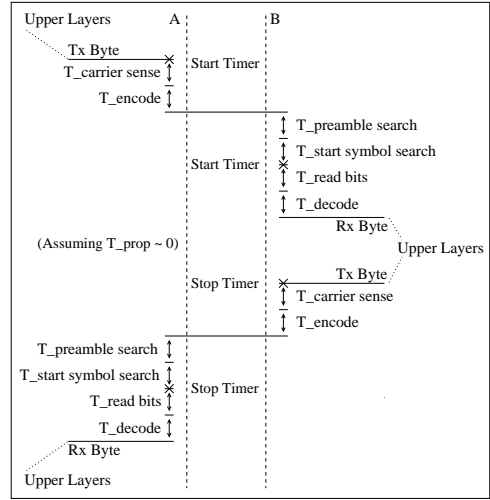 Upper Layers
A
B
Tx Byte
T_carrier sense
Start Timer
T_encode
T_preamble search
T_start symbol search
Start Timer
T_read bits
T_decode
Rx Byte
(Assuming T_prop ~ 0)
Upper Layers
Tx Byte
Stop Timer
T_carrier sense
T_encode
T_preamble search
T_start symbol search
Stop Timer
T_read bits
T_decode
Rx Byte
Upper Layers